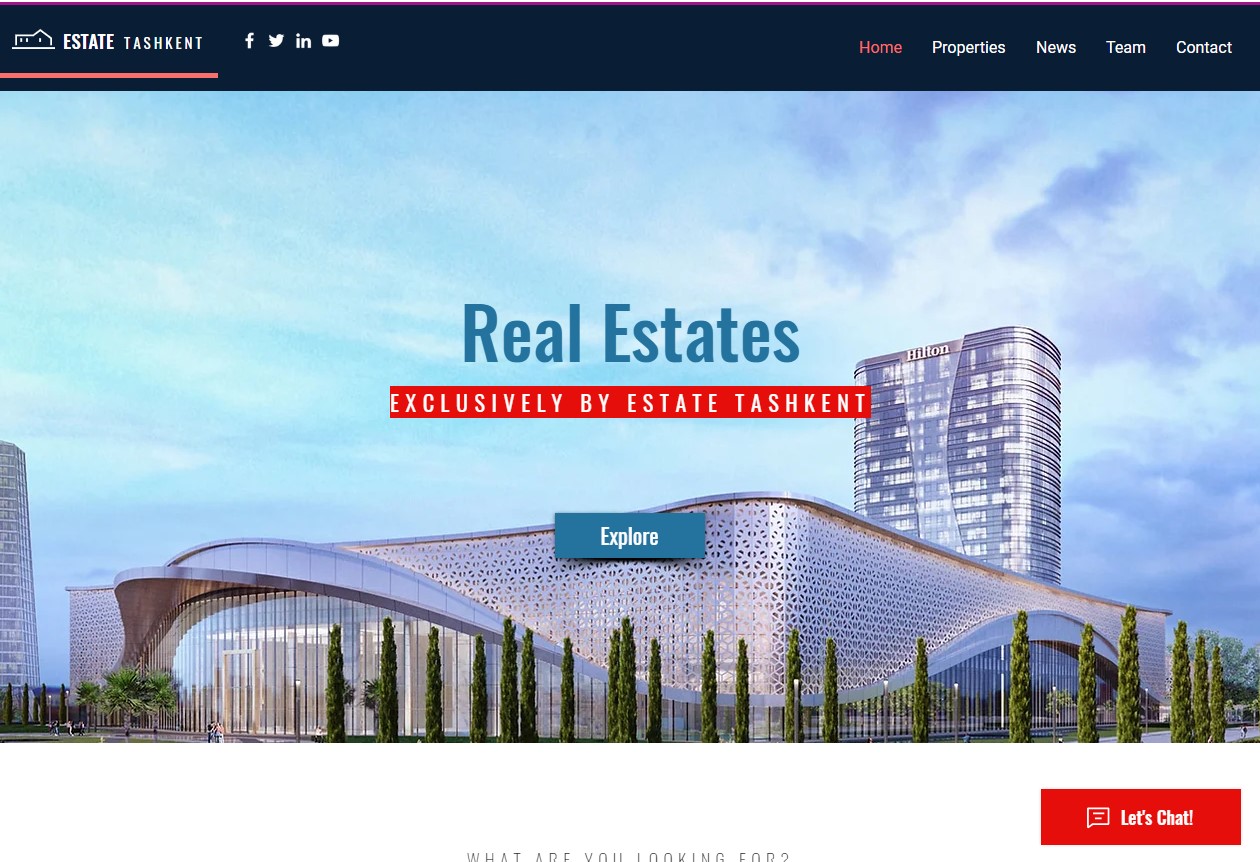 ESTATE TASHKENT
Home Properties News Team Contact
Real Estates
Hilton
EXCLUSIVELY BY ESTATE TASHKENT
Explore
Let's Chat!
WHAT ARE YOU LOOKING FOR?